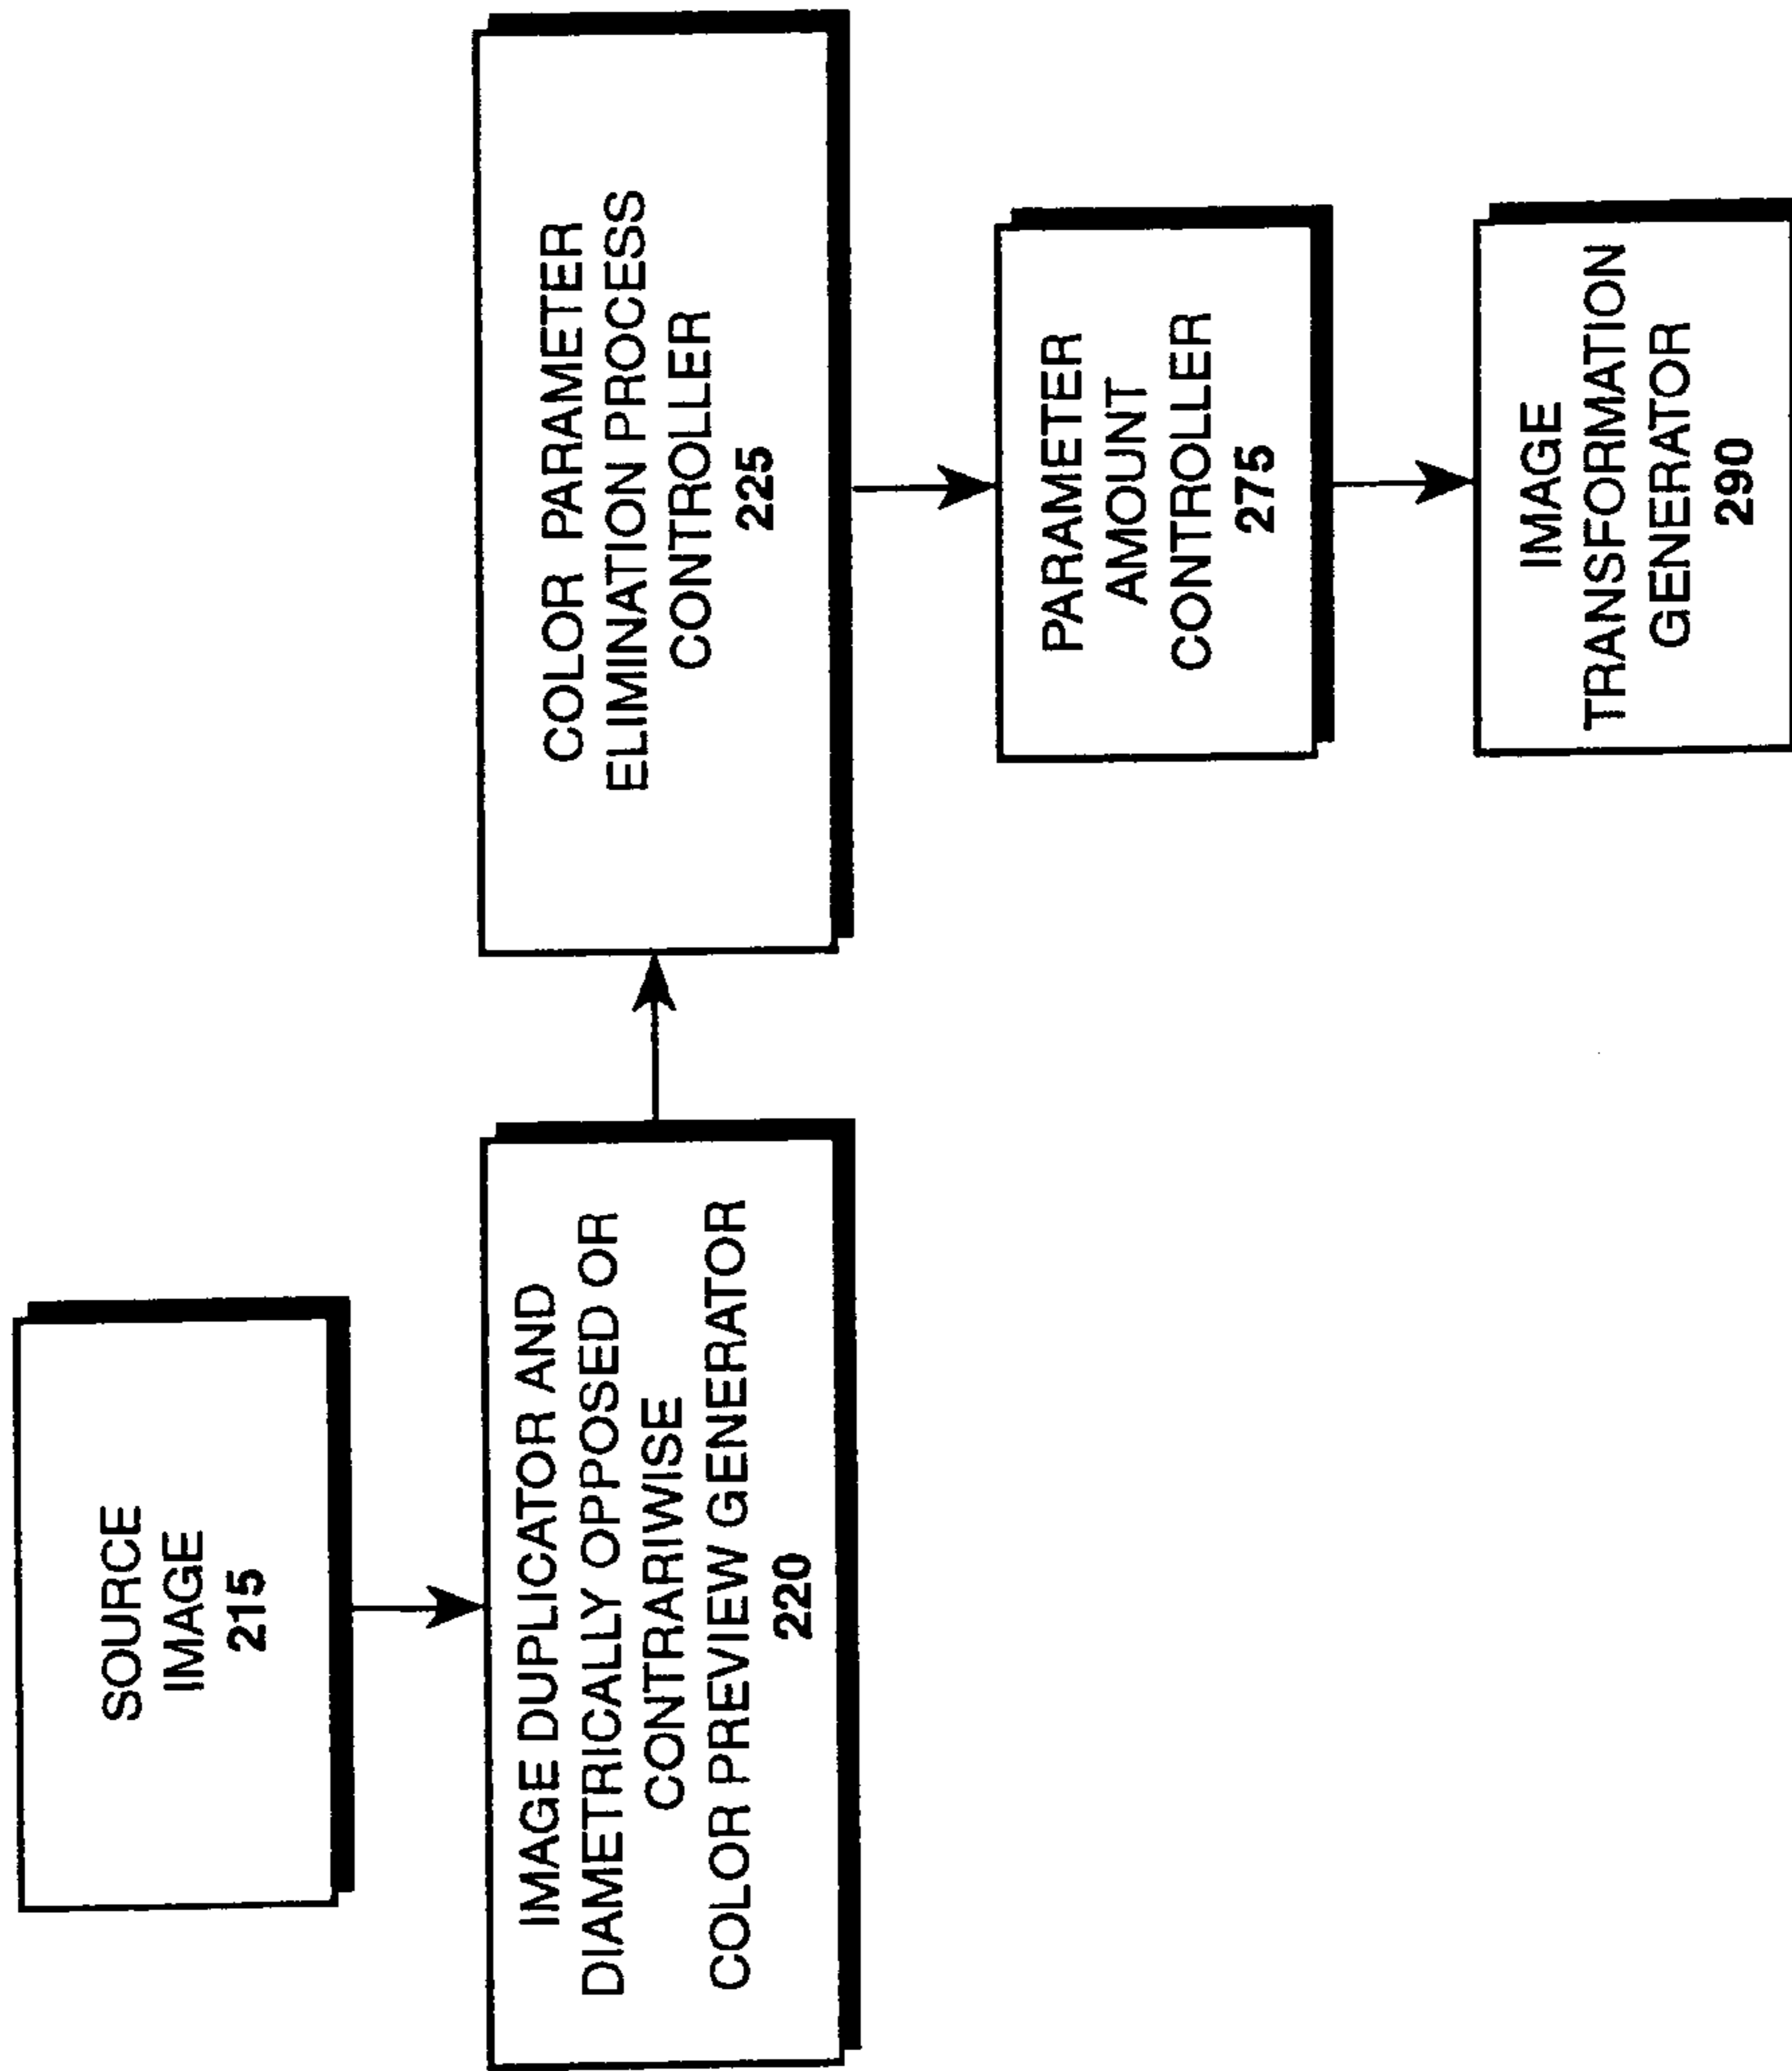 SOURCE
IMAGE
215
IMAGE DUPLICATOR AND
DIAMETRICALLY OPPOSED OR
CONTRARIWISE
COLOR PREVIEW GENERATOR
220
COLOR PARAMETER
ELIMINATION PROCESS
CONTROLLER
225
PARAMETER
AMOUNT
CONTROLLER
275
IMAGE
TRANSFORMATION
GENERATOR
290